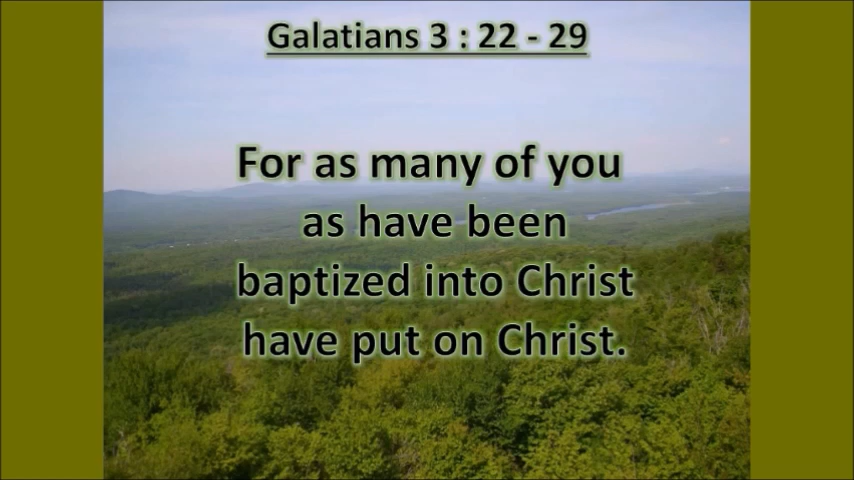 Galatians 3 : 22 - 29
For as many of you
as have been
baptized into Christ
have put on Christ.